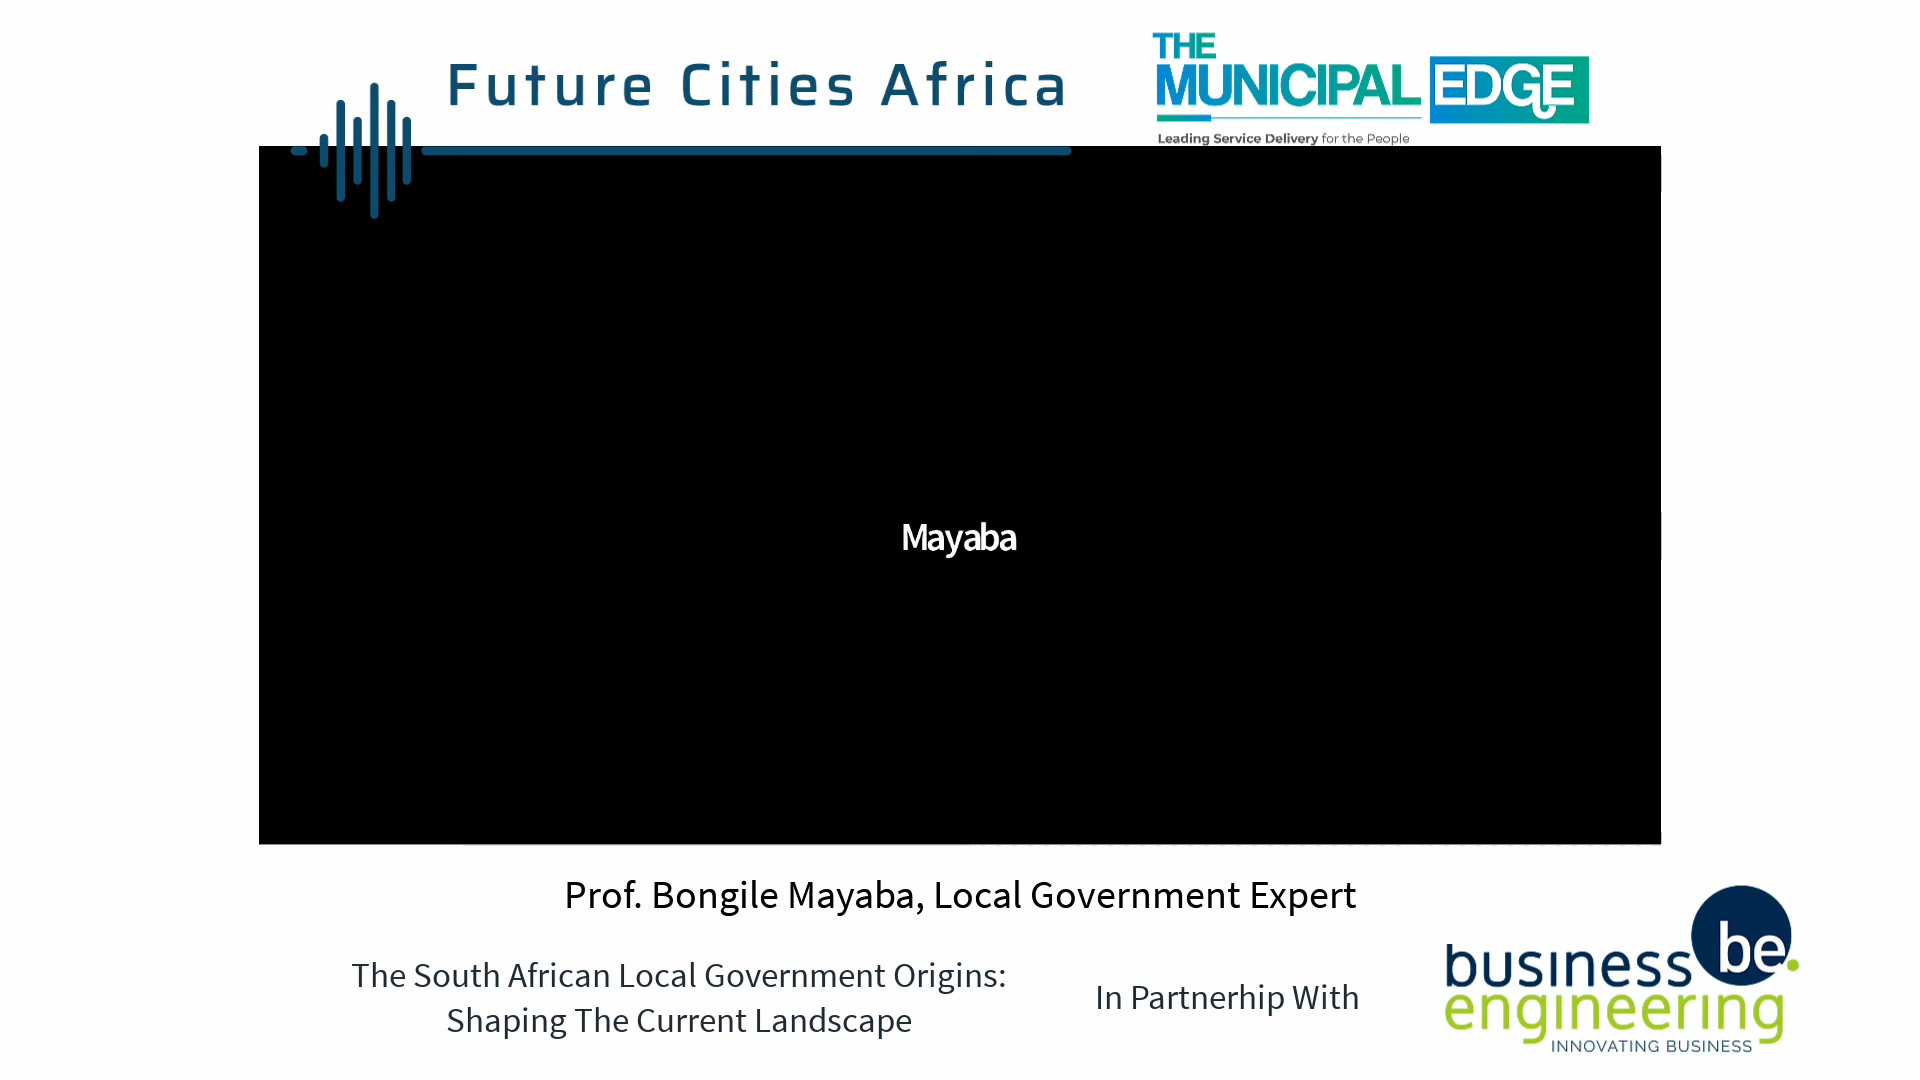 Future Cities Africa
THE
MUNICIPAL EDGE
Leading Service Delivery for the People
Mayaba
Prof. Bongile Mayaba, Local Government Expert
The South African Local Government Origins:
Shaping The Current Landscape
In Partnerhip With
business be.
engineering
INNOVATING BUSINESS